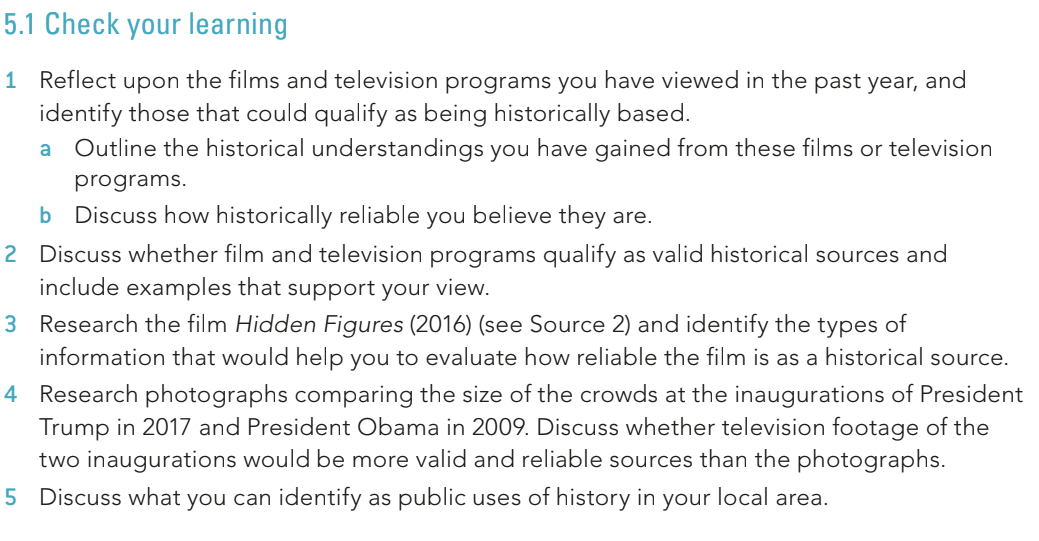 5.1 Check your learning
1 Reflect upon the films and television programs you have viewed in the past year, and
identify those that could qualify as being historically based.
a Outline the historical understandings you have gained from these films or television
programs.
b Discuss how historically reliable you believe they are.
2 Discuss whether film and television programs qualify as valid historical sources and
include examples that support your view.
3 Research the film Hidden Figures (2016) (see Source 2) and identify the types of
information that would help you to evaluate how reliable the film is as a historical source.
4 Research photographs comparing the size of the crowds at the inaugurations of President
Trump in 2017 and President Obama in 2009. Discuss whether television footage of the
two inaugurations would be more valid and reliable sources than the photographs.
5 Discuss what you can identify as public uses of history in your local area.